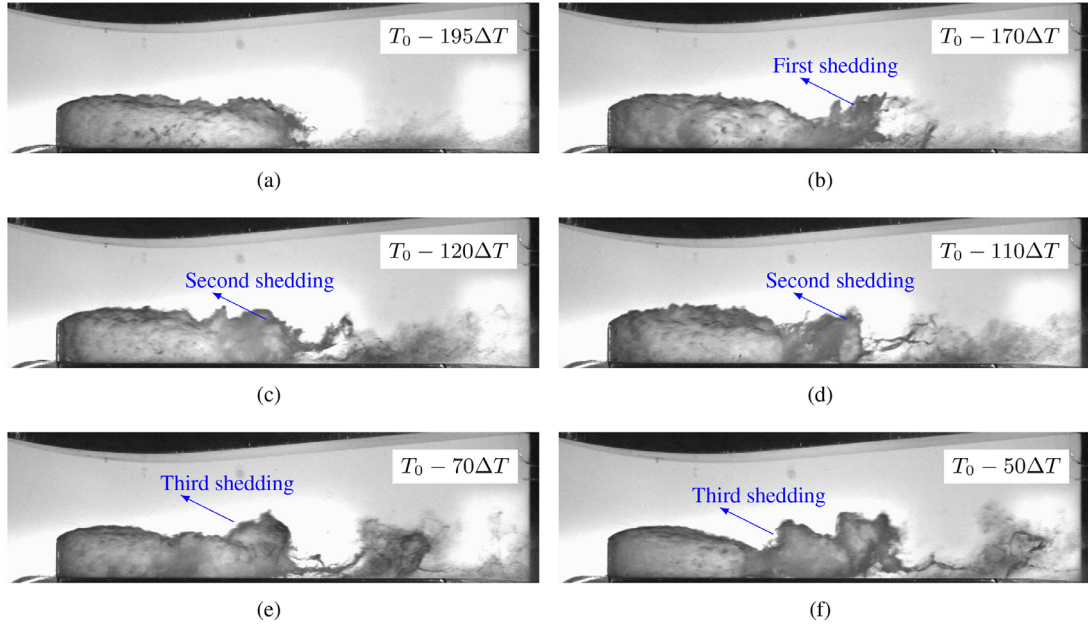 T₀ − 195ΔT
T₀ − 170ΔT
First shedding
(a)
(b)
T₀ − 120ΔT
T₀ − 110ΔT
Second shedding
Second shedding
(c)
(d)
T₀ − 70ΔT
T₀ − 50ΔT
Third shedding
Third shedding
(e)
(f)